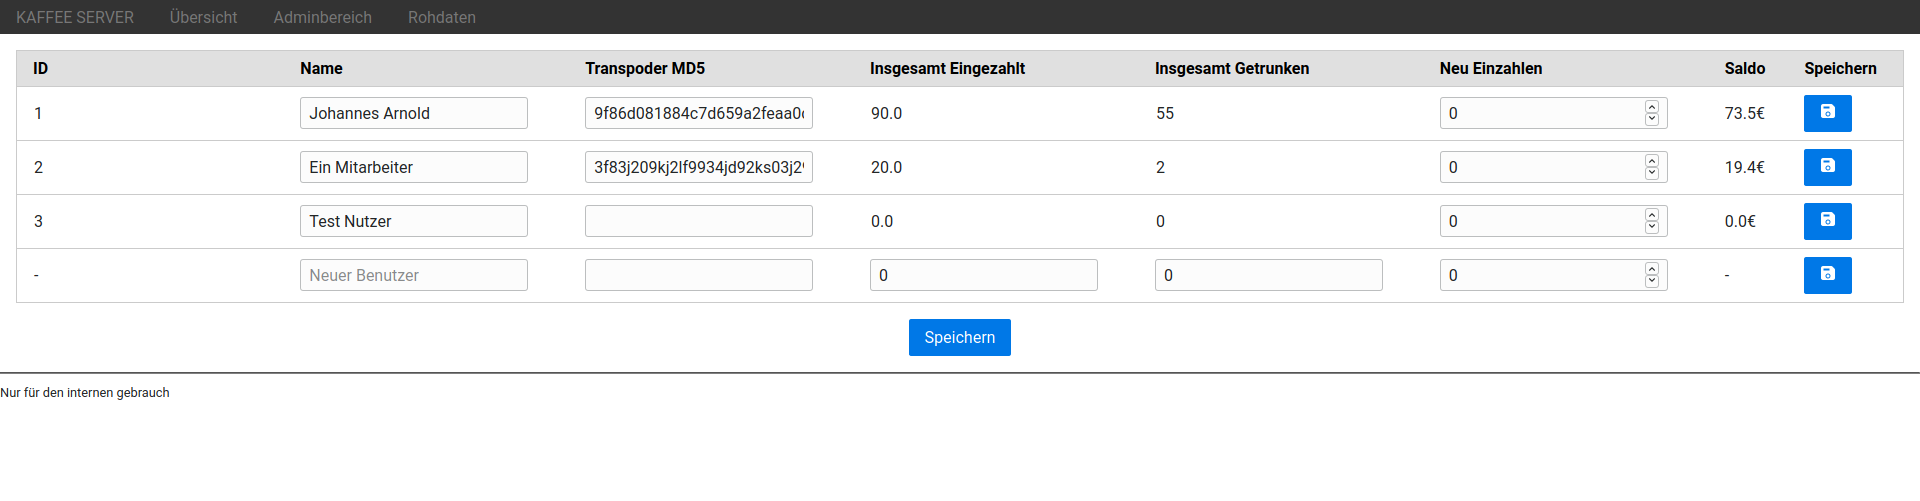 KAFFEE SERVER Übersicht Adminbereich Rohdaten
ID Name Transpoder MD5 Insgesamt Eingezahlt Insgesamt Getrunken Neu Einzahlen Saldo Speichern
1 Johannes Arnold 9f86d081884c7d659a2feaa0 90.0 55 0 73.5€
2 Ein Mitarbeiter 3f83j209kj2lf9934jd92ks03j2 20.0 2 0 19.4€
3 Test Nutzer 0.0 0 0 0.0€
- Neuer Benutzer 0 0 0 -
Speichern
Nur für den internen gebrauch